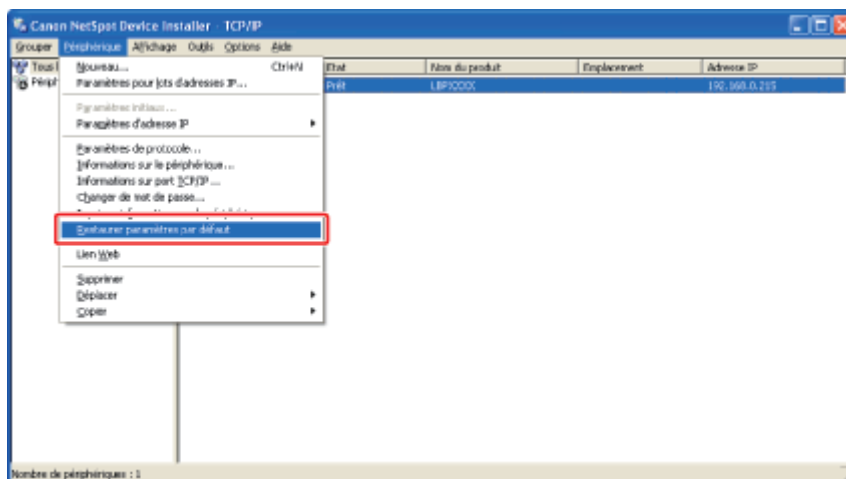 Canon NetSpot Device Installer - TCP/IP
Grouper Périphérique Affichage Outils Options Aide
Tous l
Périph
Nouveau... Ctrl+N
Paramètres pour lots d'adresses IP...
Paramètres initiaux...
Paramètres d'adresse IP
Paramètres de protocole...
Informations sur le périphérique...
Informations sur port TCP/IP...
Changer de mot de passe...
Restaurer paramètres par défaut
Lien Web
Supprimer
Déplacer
Copier
Etat Nom du produit Emplacement Adresse IP
Prêt LBPXXXX 192.168.0.215
Nombre de périphériques : 1